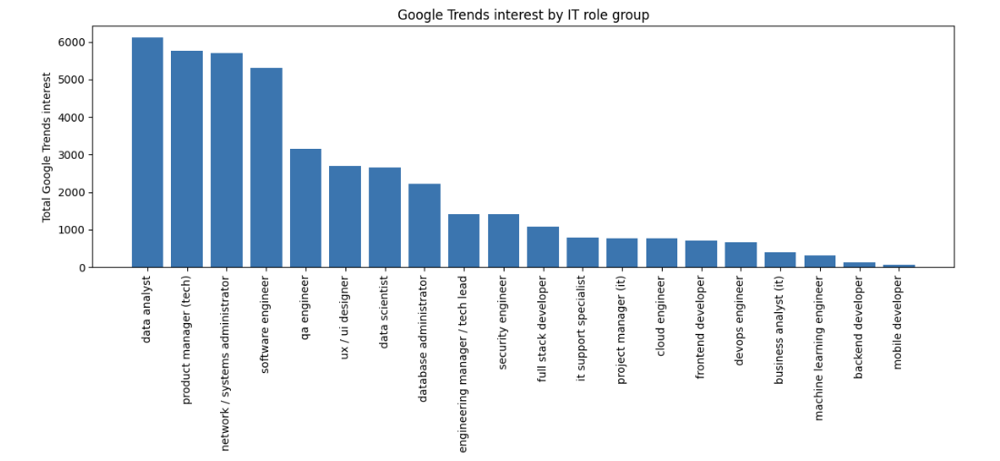 Google Trends interest by IT role group
Total Google Trends interest
6000
5000
4000
3000
2000
1000
0
data analyst
product manager (tech)
network / systems administrator
software engineer
qa engineer
ux / ui designer
data scientist
database administrator
engineering manager / tech lead
security engineer
full stack developer
it support specialist
project manager (it)
cloud engineer
frontend developer
devops engineer
business analyst (it)
machine learning engineer
backend developer
mobile developer